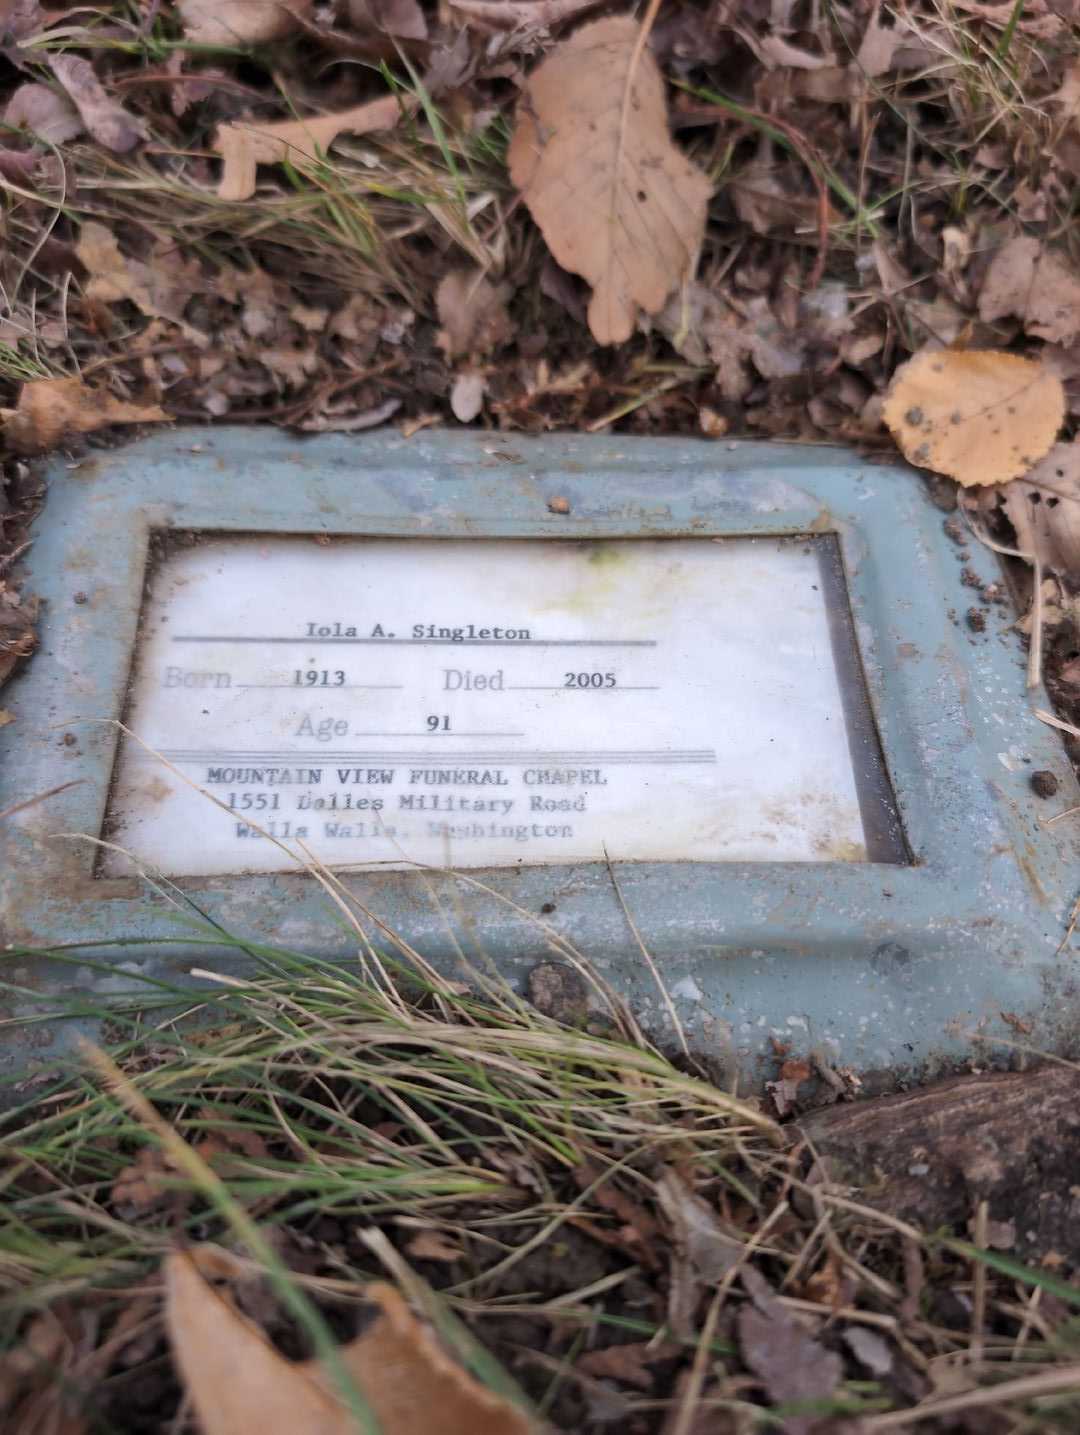 Iola A. Singleton
Born 1913 Died 2005
Age 91
MOUNTAIN VIEW FUNERAL CHAPEL
1551 Dalles Military Road
Walla Walla, Washington